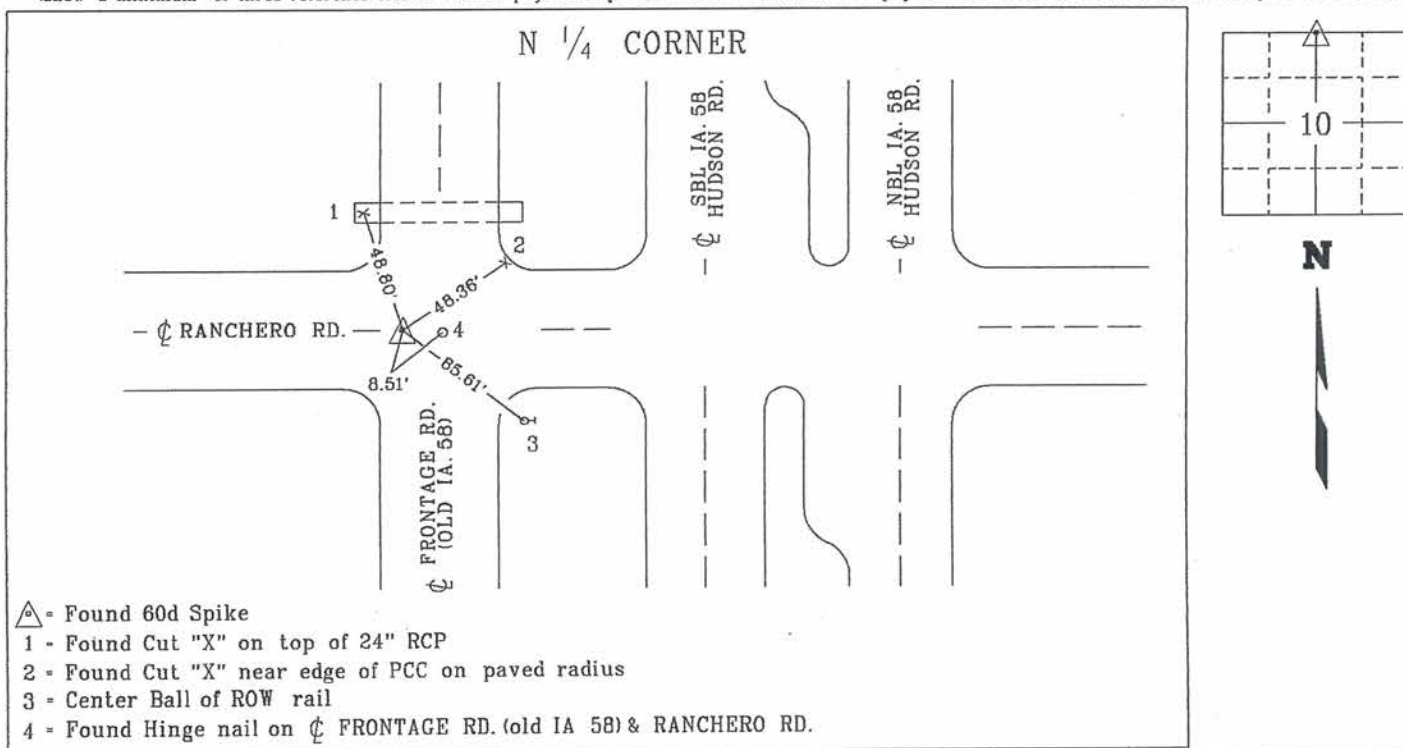 N 1/4 CORNER
10
N
SBL IA. 58
HUDSON RD.
NBL IA. 58
HUDSON RD.
1
2
48.80'
48.36'
℄ RANCHERO RD.
4
8.51'
85.61'
3
℄ FRONTAGE RD.
(OLD IA. 58)
= Found 60d Spike
1 = Found Cut "X" on top of 24" RCP
2 = Found Cut "X" near edge of PCC on paved radius
3 = Center Ball of ROW rail
4 = Found Hinge nail on ℄ FRONTAGE RD. (old IA 58) & RANCHERO RD.